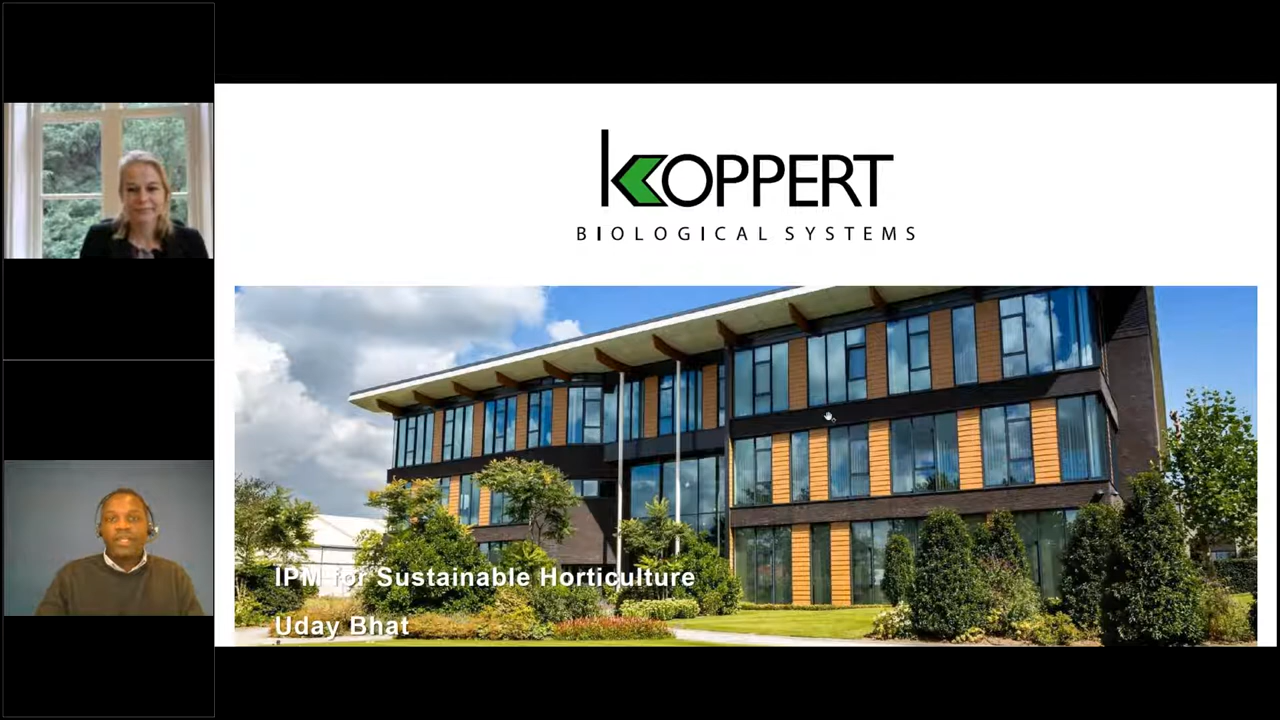 KOPPERT
BIOLOGICAL SYSTEMS
IPM for Sustainable Horticulture
Uday Bhat